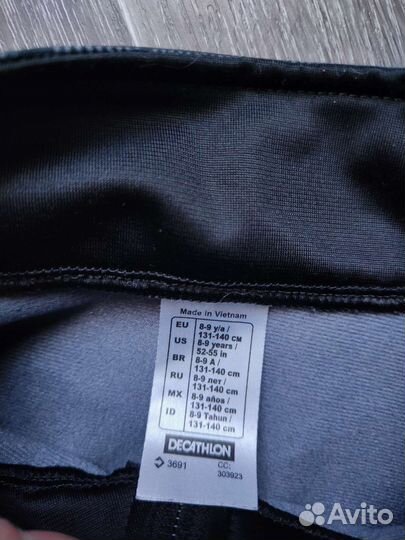 Made in Vietnam
EU 8-9 y/a /
131-140 см
US 8-9 years /
52-55 in
BR 8-9 A /
131-140 cm
RU 8-9 лет /
131-140 cm
MX 8-9 años /
131-140 cm
ID 8-9 Tahun /
131-140 cm
DECATHLON
3691 CC:
303923
Avito